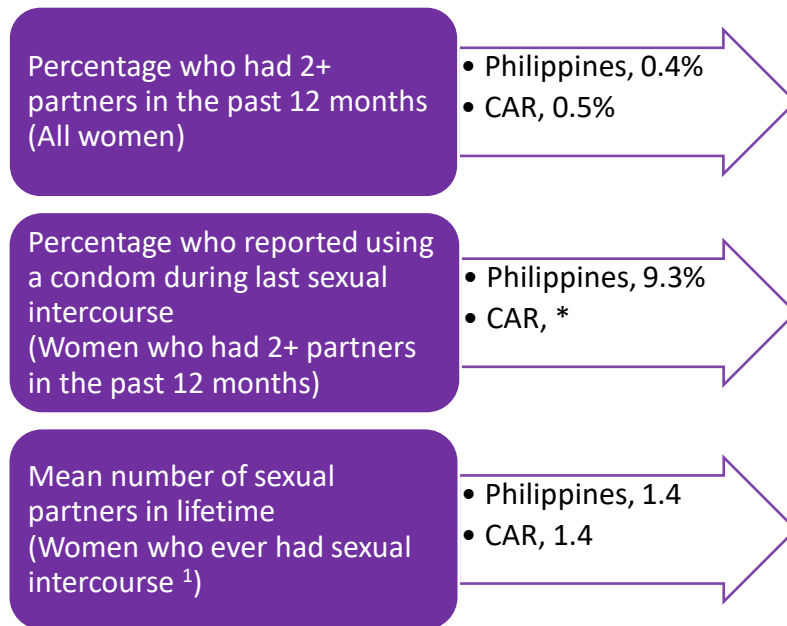 Percentage who had 2+
partners in the past 12 months
(All women)
• Philippines, 0.4%
• CAR, 0.5%
Percentage who reported using
a condom during last sexual
intercourse
(Women who had 2+ partners
in the past 12 months)
• Philippines, 9.3%
• CAR, *
Mean number of sexual
partners in lifetime
(Women who ever had sexual
intercourse ¹)
• Philippines, 1.4
• CAR, 1.4